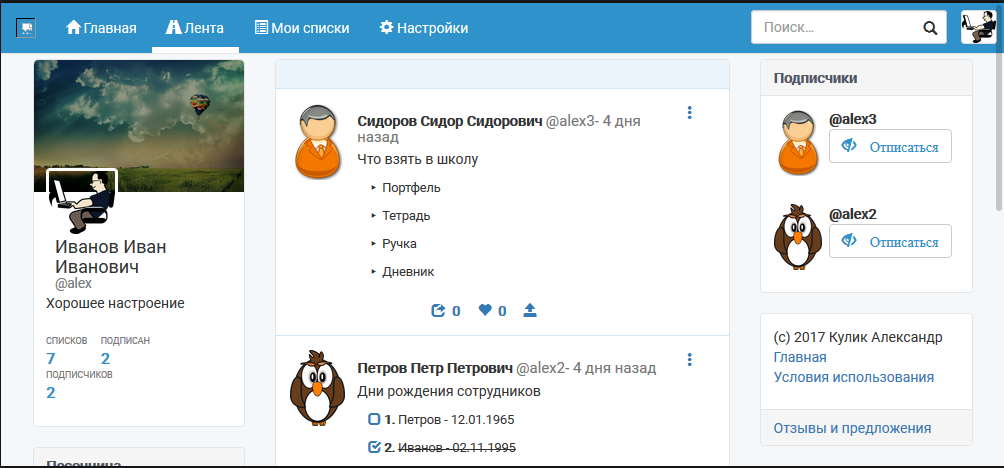 Главная Лента Мои списки Настройки Поиск...
Иванов Иван
Иванович
@alex
Хорошее настроение
СПИСКОВ ПОДПИСАН
7 2
ПОДПИСЧИКОВ
2
Сидоров Сидор Сидорович @alex3- 4 дня
назад
Что взять в школу
Портфель
Тетрадь
Ручка
Дневник
0 0
Петров Петр Петрович @alex2- 4 дня назад
Дни рождения сотрудников
1. Петров - 12.01.1965
2. Иванов - 02.11.1995
Подписчики
@alex3
Отписаться
@alex2
Отписаться
(c) 2017 Кулик Александр
Главная
Условия использования
Отзывы и предложения